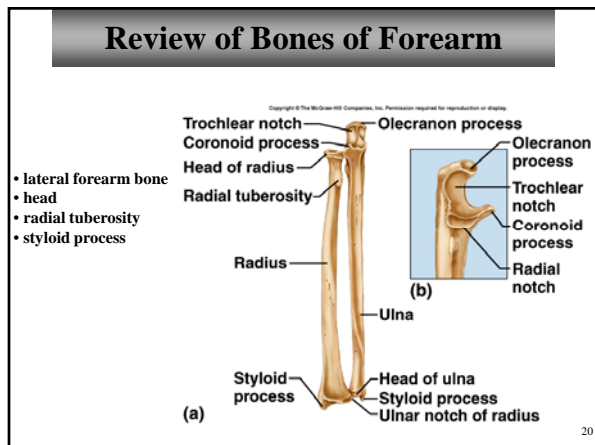 Review of Bones of Forearm
Copyright © The McGraw-Hill Companies, Inc. Permission required for reproduction or display.
• lateral forearm bone
• head
• radial tuberosity
• styloid process
Trochlear notch
Coronoid process
Head of radius
Radial tuberosity
Radius
Styloid
process
(a)
Olecranon process
Ulna
Head of ulna
Styloid process
Ulnar notch of radius
Olecranon
process
Trochlear
notch
Coronoid
process
Radial
notch
(b)
20